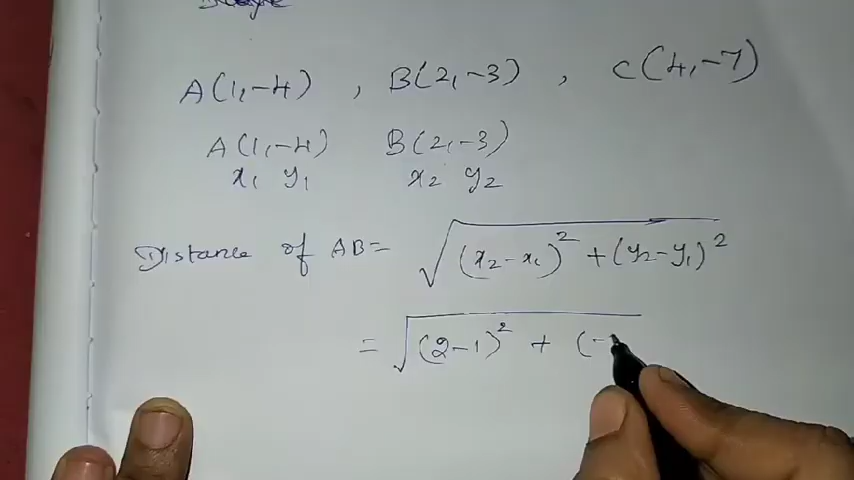 A(1,-4) , B(2,-3) , C(4,-7)
A(1,-4) B(2,-3)
x1 y1 x2 y2
Distance of AB= √(x2-x1)² +(y2-y1)²
= √(2-1)² + (-